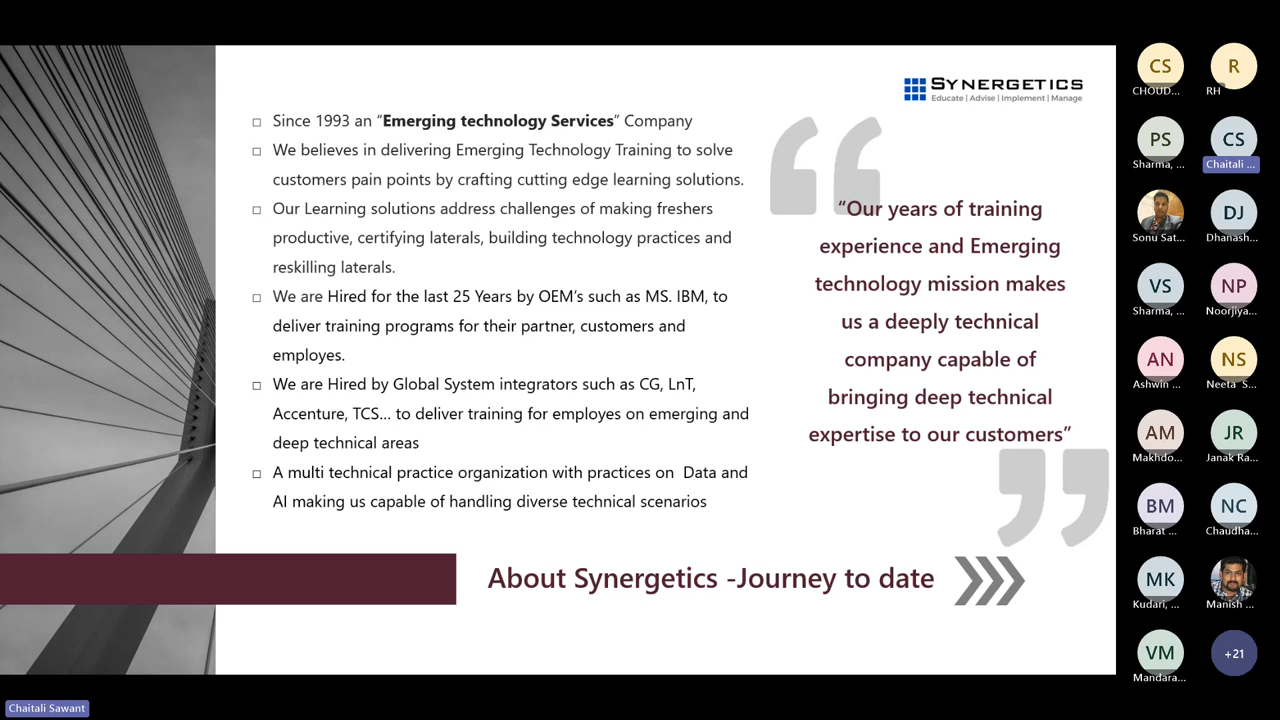 SYNERGETICS
Educate | Advise | Implement | Manage
□ Since 1993 an “Emerging technology Services” Company
□ We believes in delivering Emerging Technology Training to solve
customers pain points by crafting cutting edge learning solutions.
□ Our Learning solutions address challenges of making freshers
productive, certifying laterals, building technology practices and
reskilling laterals.
□ We are Hired for the last 25 Years by OEM’s such as MS. IBM, to
deliver training programs for their partner, customers and
employes.
□ We are Hired by Global System integrators such as CG, LnT,
Accenture, TCS... to deliver training for employes on emerging and
deep technical areas
□ A multi technical practice organization with practices on Data and
AI making us capable of handling diverse technical scenarios
“Our years of training
experience and Emerging
technology mission makes
us a deeply technical
company capable of
bringing deep technical
expertise to our customers”
About Synergetics -Journey to date
CS
CHOUD...
R
RH
PS
Sharma, ...
CS
Chaitali ...
Sonu Sat...
DJ
Dhanash...
VS
Sharma, ...
NP
Noorjiya...
AN
Ashwin ...
NS
Neeta S...
AM
Makhdo...
JR
Janak Ra...
BM
Bharat ...
NC
Chaudha...
MK
Kudari, ...
Manish ...
VM
Mandara...
+21
Chaitali Sawant